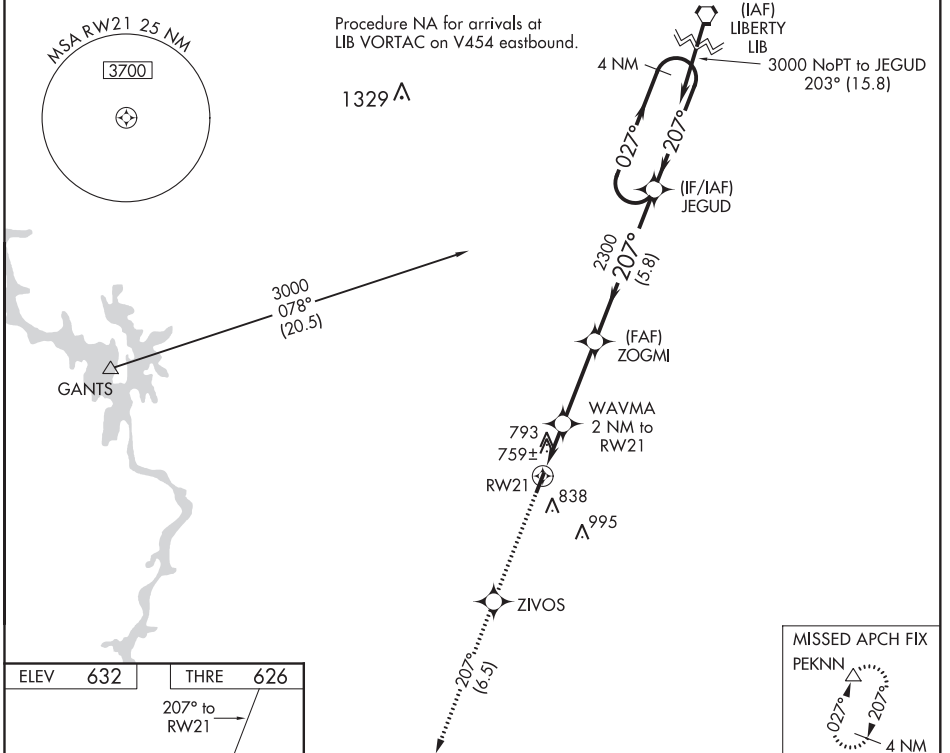 MSA RW21 25 NM
3700
Procedure NA for arrivals at
LIB VORTAC on V454 eastbound.
1329
(IAF)
LIBERTY
LIB
3000 NoPT to JEGUD
203° (15.8)
4 NM
027°
207°
(IF/IAF)
JEGUD
2300
207°
(5.8)
3000
078°
(20.5)
GANTS
(FAF)
ZOGMI
WAVMA
2 NM to
RW21
793
759±
RW21
838
995
ZIVOS
207°
(6.5)
ELEV 632
THRE 626
207° to
RW21
MISSED APCH FIX
PEKNN
027°
207°
4 NM